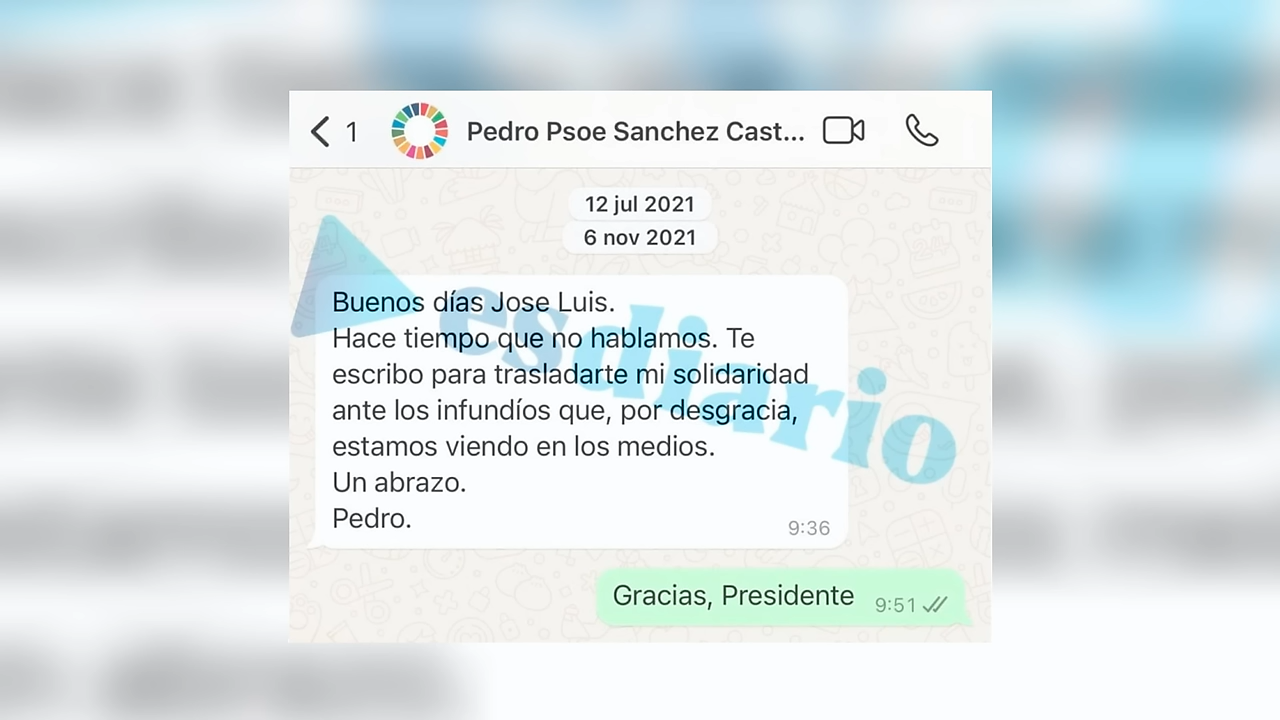 1
Pedro Psoe Sanchez Cast...
12 jul 2021
6 nov 2021
Buenos días Jose Luis.
Hace tiempo que no hablamos. Te
escribo para trasladarte mi solidaridad
ante los infundíos que, por desgracia,
estamos viendo en los medios.
Un abrazo.
Pedro.
9:36
esdiario
Gracias, Presidente
9:51